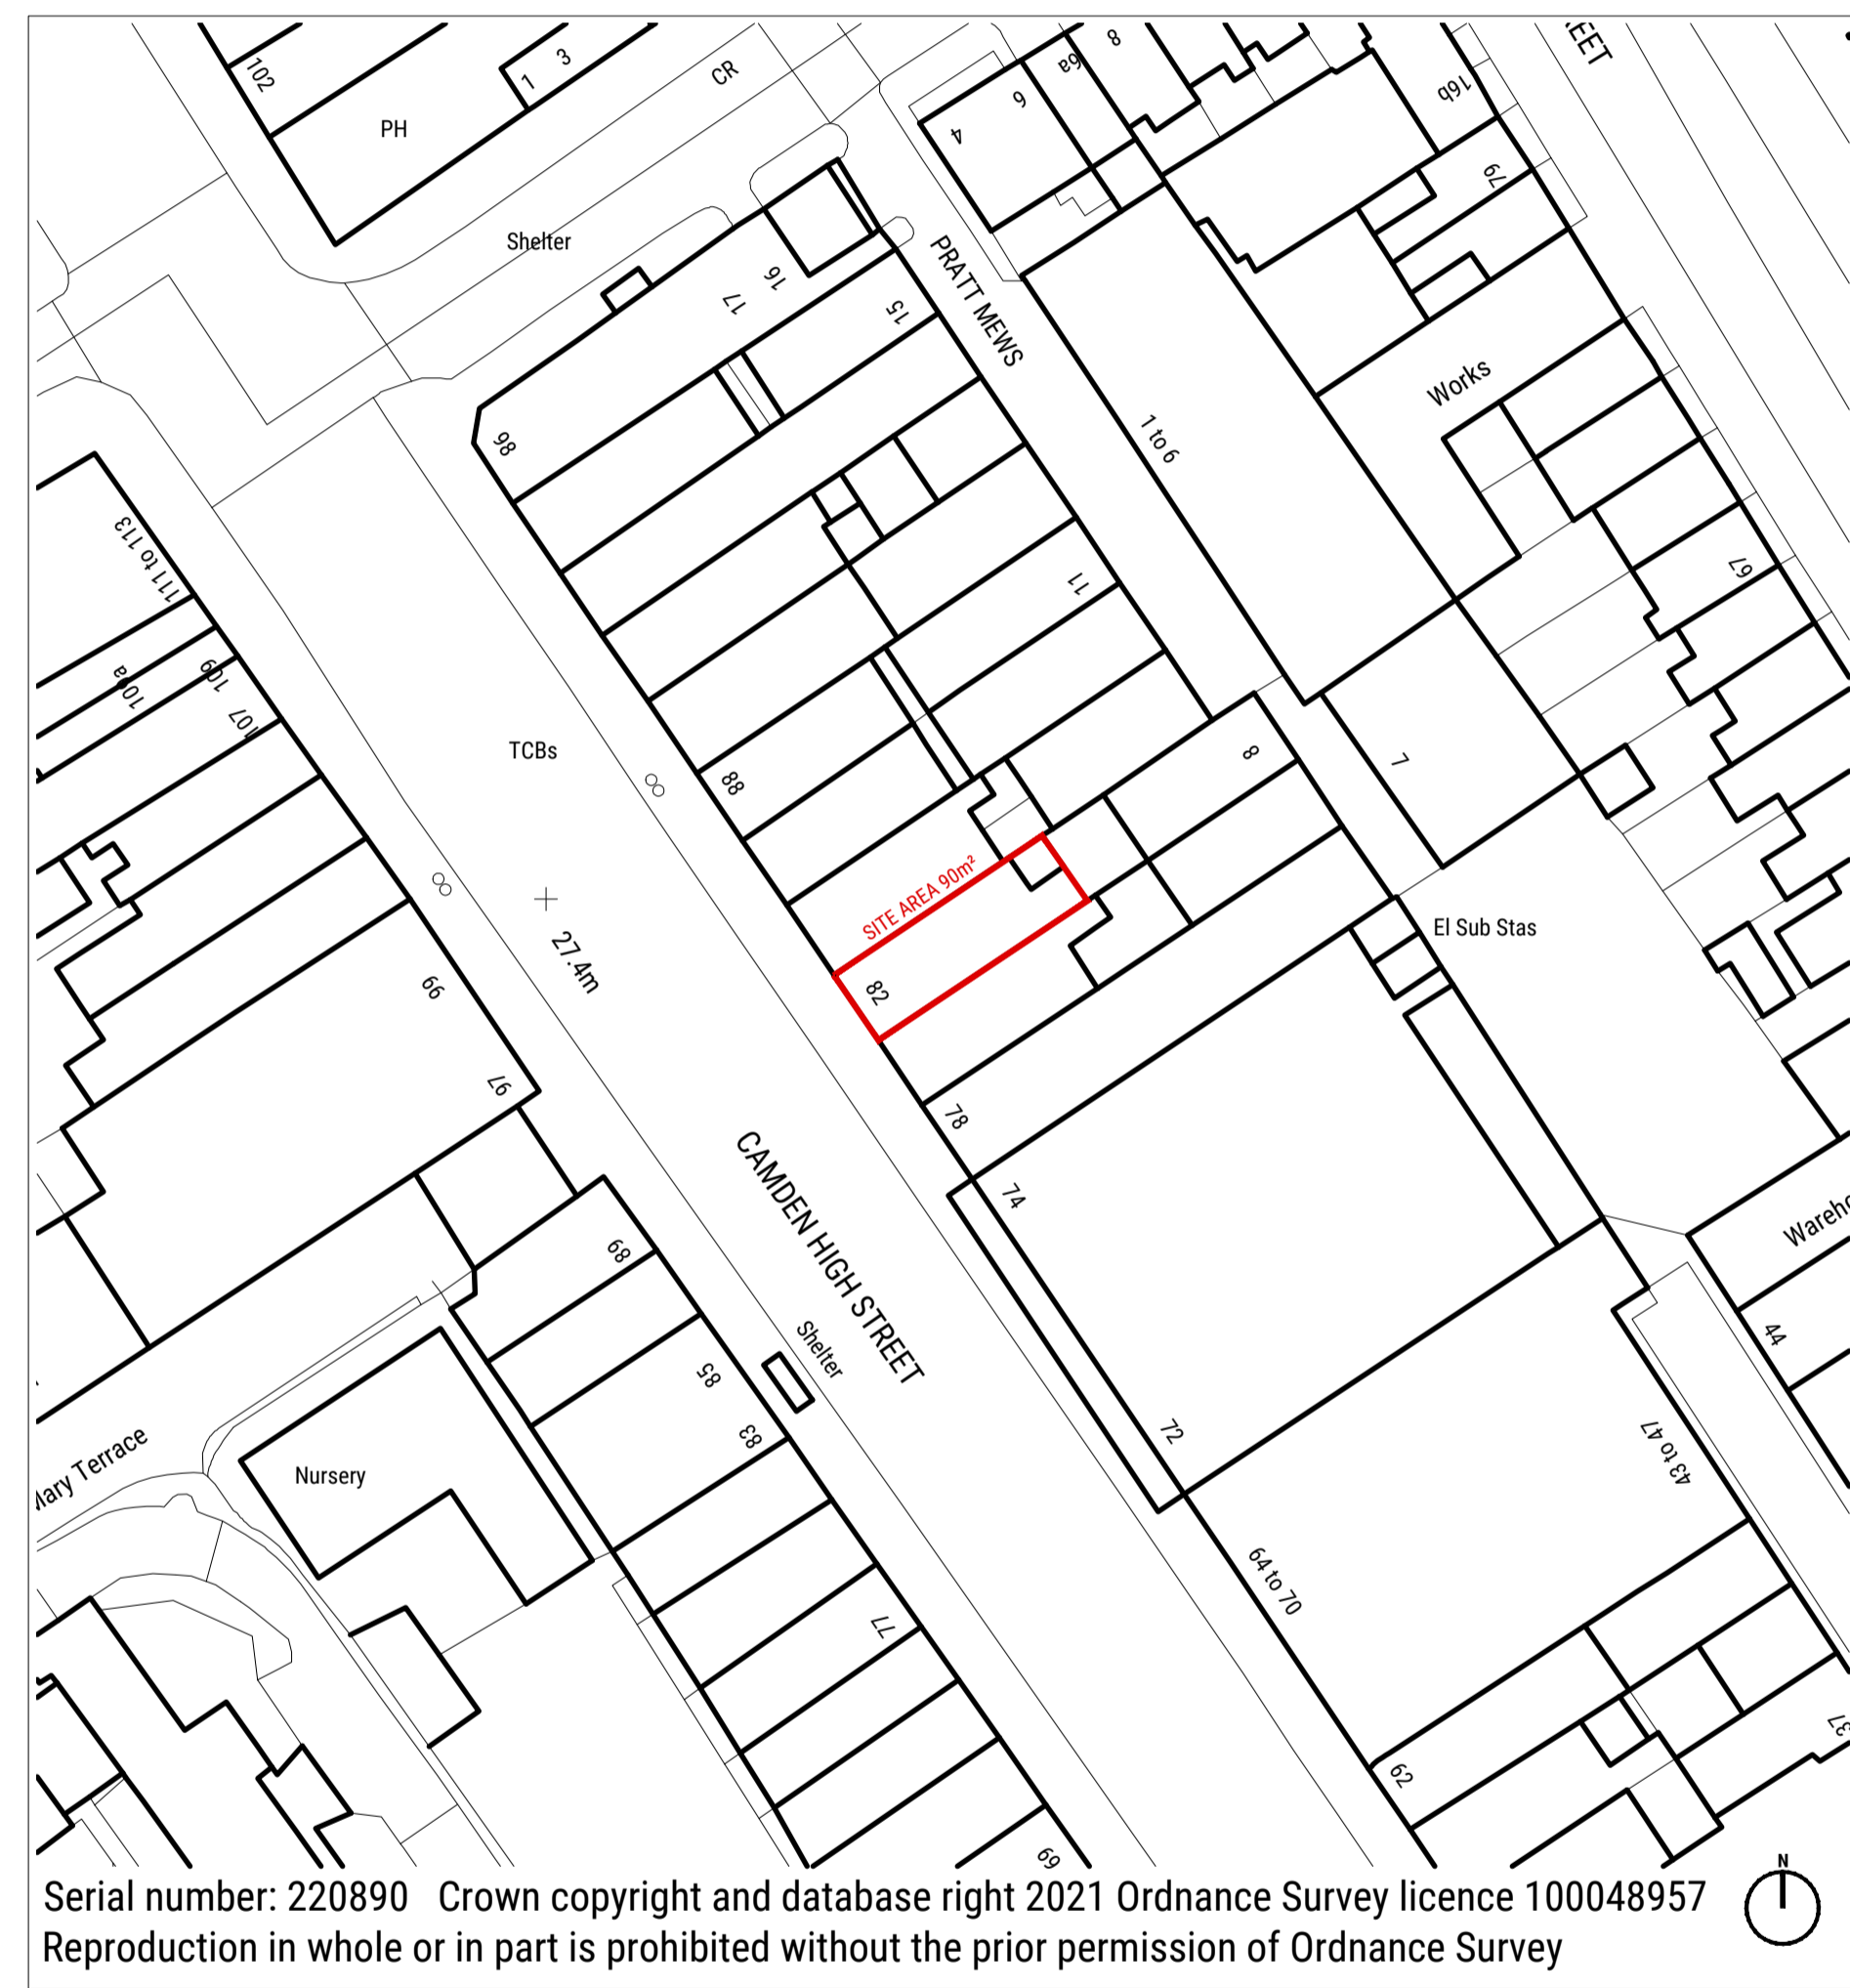 102
PH
1
3
CR
Shelter
4
6
6a
8
16b
EET
79
PRATT MEWS
16
17
15
98
Works
1 to 6
67
111 to 113
109a
109
107
11
TCBs
88
8
7
SITE AREA 90m²
82
El Sub Stas
27.4m
99
97
78
74
CAMDEN HIGH STREET
Shelter
89
85
83
72
44
43 to 47
Nursery
Mary Terrace
64 to 70
77
62
37
69
N
Serial number: 220890 Crown copyright and database right 2021 Ordnance Survey licence 100048957
Reproduction in whole or in part is prohibited without the prior permission of Ordnance Survey